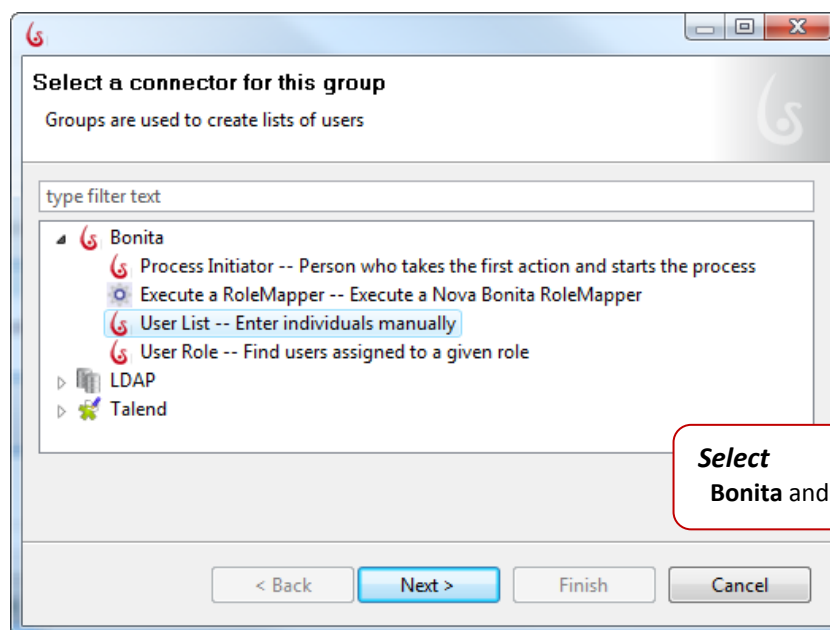 Select a connector for this group
Groups are used to create lists of users
type filter text
Bonita
Process Initiator -- Person who takes the first action and starts the process
Execute a RoleMapper -- Execute a Nova Bonita RoleMapper
User List -- Enter individuals manually
User Role -- Find users assigned to a given role
LDAP
Talend
Select
Bonita and
< Back Next > Finish Cancel